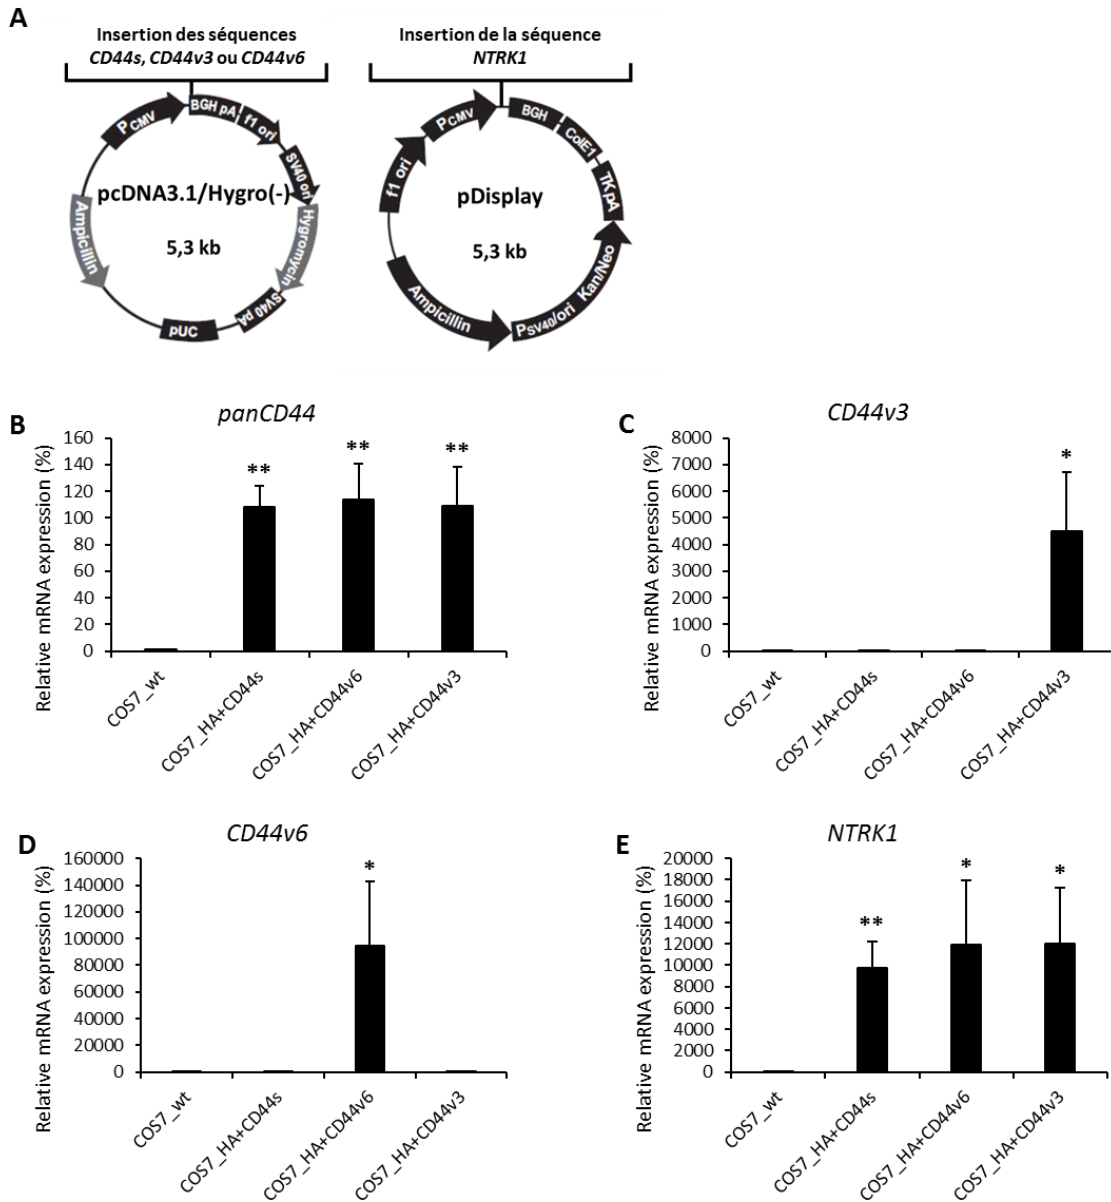 A
Insertion des séquences
CD44s, CD44v3 ou CD44v6
Insertion de la séquence
NTRK1
PCMV
BGH pA
f1 ori
SV40 ori
Hygromycin
SV40 pA
pUC
Ampicillin
pcDNA3.1/Hygro(-)
5,3 kb
f1 ori
PCMV
BGH
ColE1
TK pA
Kan/Neo
PSV40/ori
Ampicillin
pDisplay
5,3 kb
B
panCD44
Relative mRNA expression (%)
160
140
120
100
80
60
40
20
0
**
**
**
COS7_wt
COS7_HA+CD44s
COS7_HA+CD44v6
COS7_HA+CD44v3
C
CD44v3
Relative mRNA expression (%)
8000
7000
6000
5000
4000
3000
2000
1000
0
*
COS7_wt
COS7_HA+CD44s
COS7_HA+CD44v6
COS7_HA+CD44v3
D
CD44v6
Relative mRNA expression (%)
160000
140000
120000
100000
80000
60000
40000
20000
0
*
COS7_wt
COS7_HA+CD44s
COS7_HA+CD44v6
COS7_HA+CD44v3
E
NTRK1
Relative mRNA expression (%)
20000
18000
16000
14000
12000
10000
8000
6000
4000
2000
0
**
*
*
COS7_wt
COS7_HA+CD44s
COS7_HA+CD44v6
COS7_HA+CD44v3